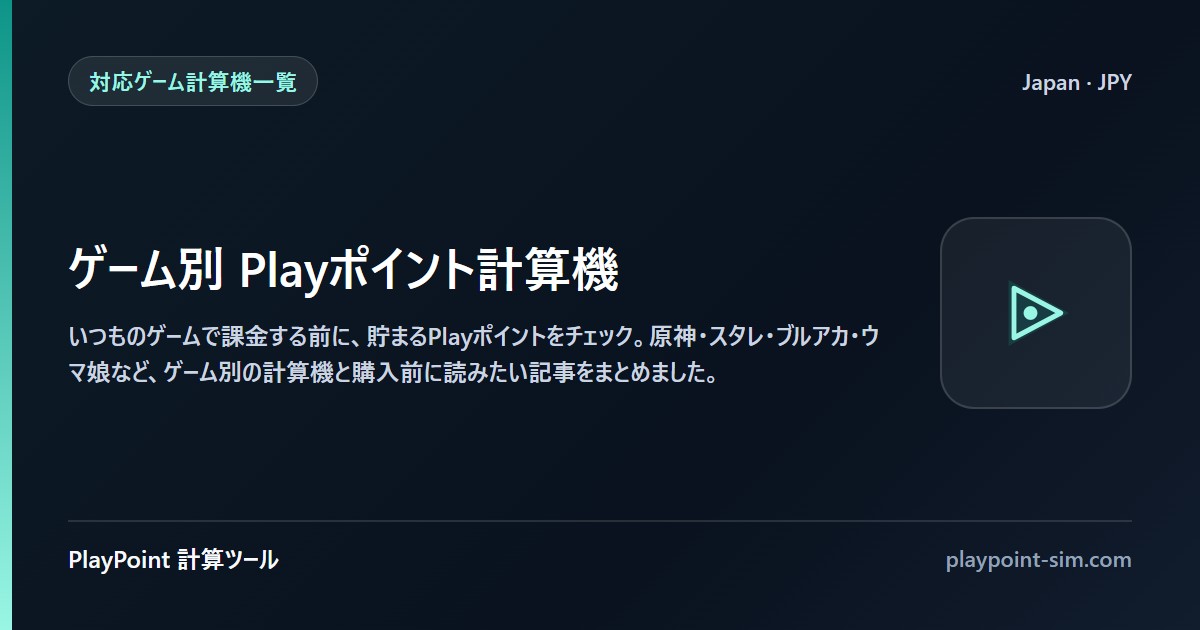 対応ゲーム計算機一覧
Japan · JPY
ゲーム別 Playポイント計算機
いつものゲームで課金する前に、貯まるPlayポイントをチェック。原神・スタレ・ブルアカ・ウ
マ娘など、ゲーム別の計算機と購入前に読みたい記事をまとめました。
PlayPoint 計算ツール
playpoint-sim.com